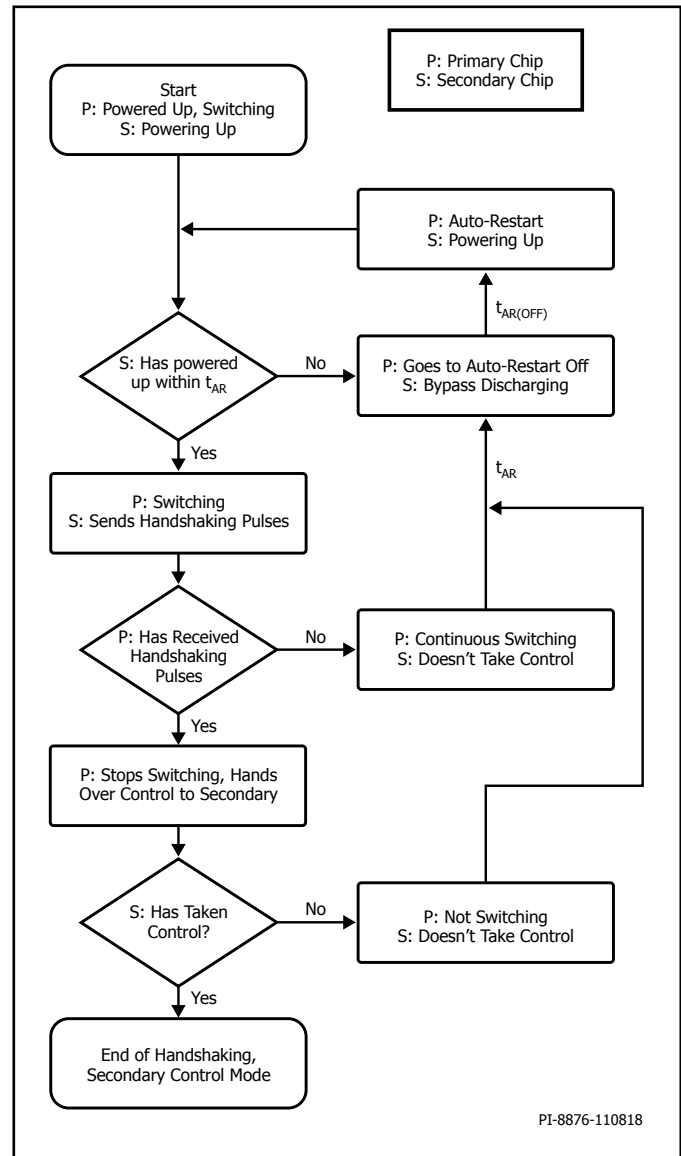 P: Primary Chip
S: Secondary Chip
Start
P: Powered Up, Switching
S: Powering Up
P: Auto-Restart
S: Powering Up
tAR(OFF)
S: Has powered
up within tAR
No
P: Goes to Auto-Restart Off
S: Bypass Discharging
Yes
tAR
P: Switching
S: Sends Handshaking Pulses
P: Has Received
Handshaking
Pulses
No
P: Continuous Switching
S: Doesn't Take Control
Yes
P: Stops Switching, Hands
Over Control to Secondary
S: Has Taken
Control?
No
P: Not Switching
S: Doesn't Take Control
Yes
End of Handshaking,
Secondary Control Mode
PI-8876-110818